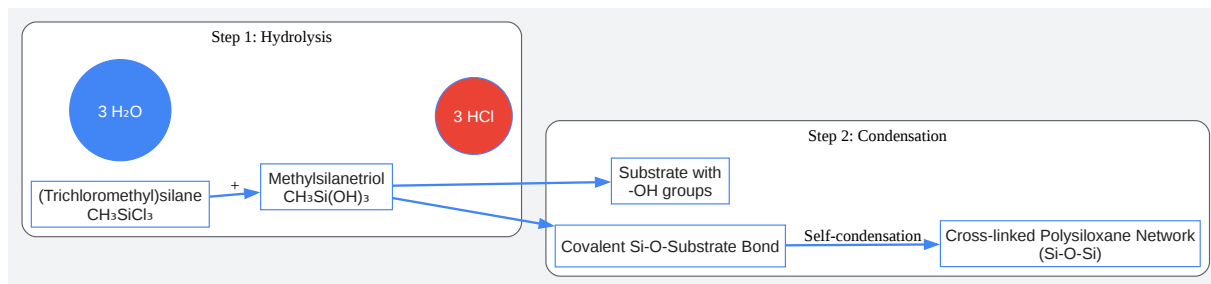 Step 1: Hydrolysis
3 H₂O
3 HCl
(Trichloromethyl)silane
CH₃SiCl₃
+
Methylsilanetriol
CH₃Si(OH)₃
Step 2: Condensation
Substrate with
-OH groups
Covalent Si-O-Substrate Bond
Self-condensation
Cross-linked Polysiloxane Network
(Si-O-Si)